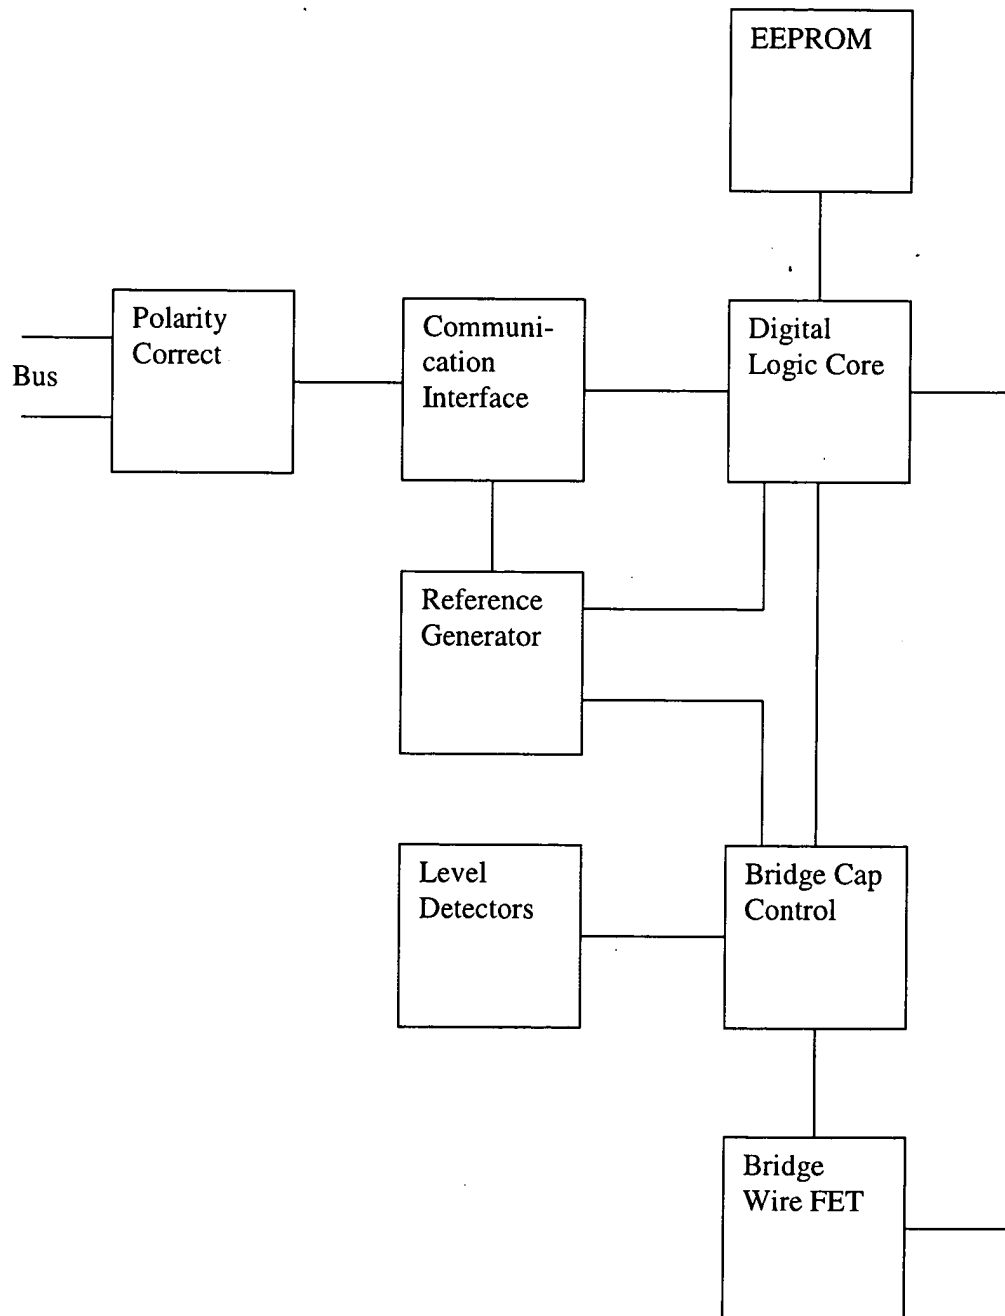 EEPROM
Polarity
Correct
Bus
Communi-
cation
Interface
Digital
Logic Core
Reference
Generator
Level
Detectors
Bridge Cap
Control
Bridge
Wire FET